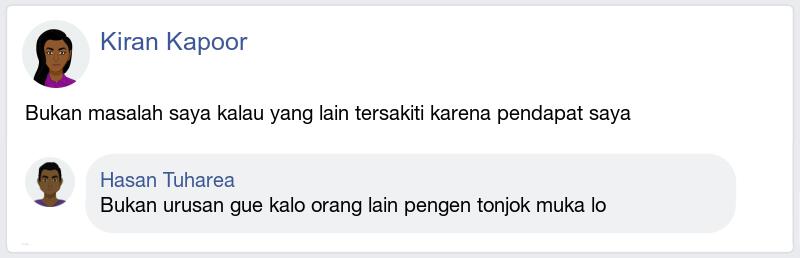 Kiran Kapoor
Bukan masalah saya kalau yang lain tersakiti karena pendapat saya
Hasan Tuharea
Bukan urusan gue kalo orang lain pengen tonjok muka lo